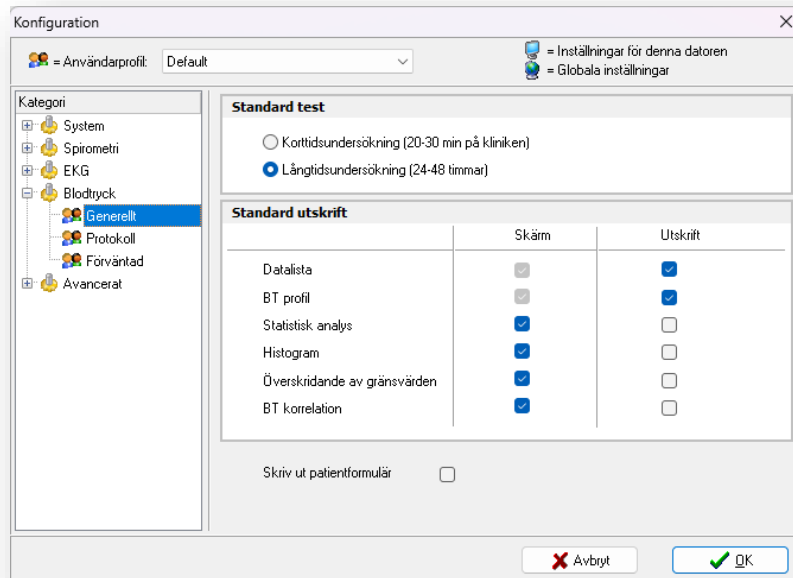 Konfiguration
= Användarprofil: Default
= Inställningar för denna datoren
= Globala inställningar
Kategori
System
Spirometri
EKG
Blodtryck
Generellt
Protokoll
Förväntad
Avancerat
Standard test
Korttidsundersökning (20-30 min på kliniken)
Långtidsundersökning (24-48 timmar)
Standard utskrift
Skärm Utskrift
Datalista
BT profil
Statistisk analys
Histogram
Överskridande av gränsvärden
BT korrelation
Skriv ut patientformulär
Avbryt OK